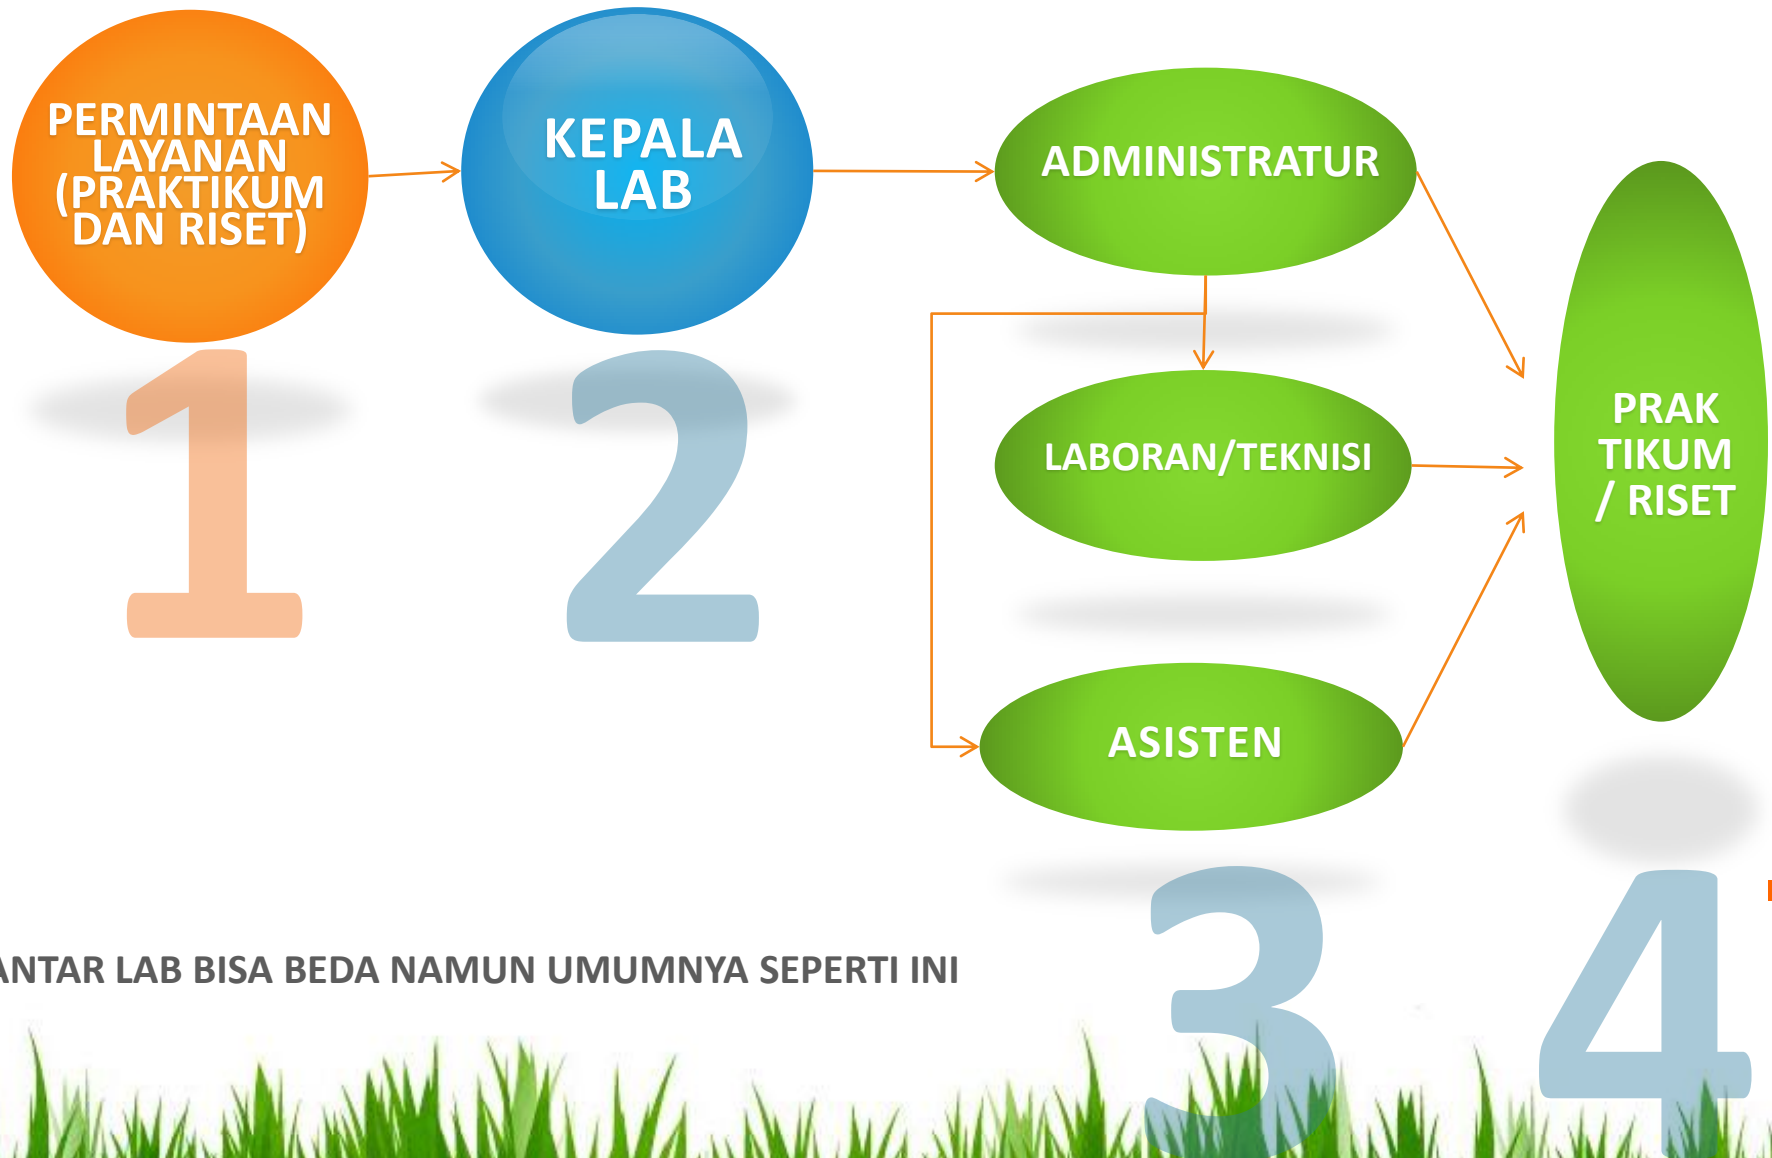 PERMINTAAN
LAYANAN
(PRAKTIKUM
DAN RISET)
1
KEPALA
LAB
2
ADMINISTRATUR
LABORAN/TEKNISI
ASISTEN
3
PRAK
TIKUM
/ RISET
4
ANTAR LAB BISA BEDA NAMUN UMUMNYA SEPERTI INI